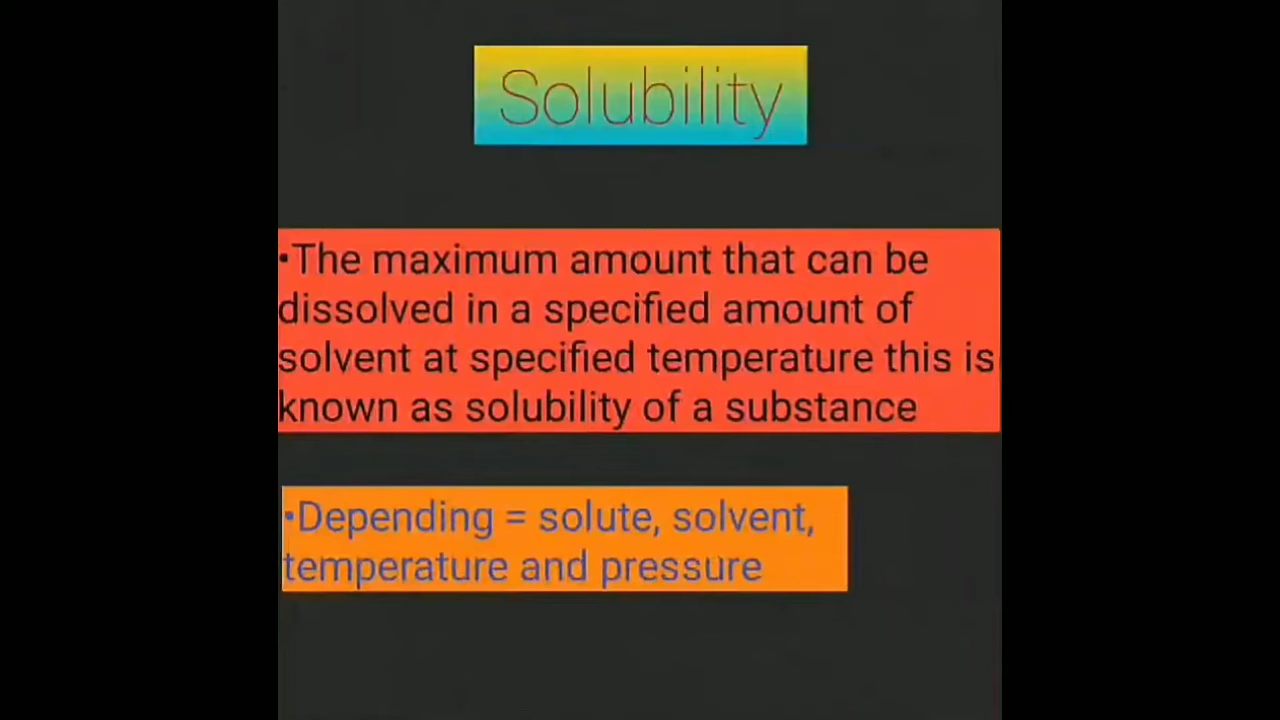 Solubility
•The maximum amount that can be
dissolved in a specified amount of
solvent at specified temperature this is
known as solubility of a substance
•Depending = solute, solvent,
temperature and pressure